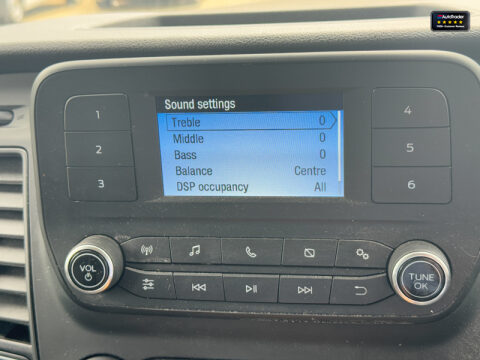 AutoTrader
Sound settings
Treble 0
Middle 0
Bass 0
Balance Centre
DSP occupancy All
1
2
3
4
5
6
VOL
TUNE
OK